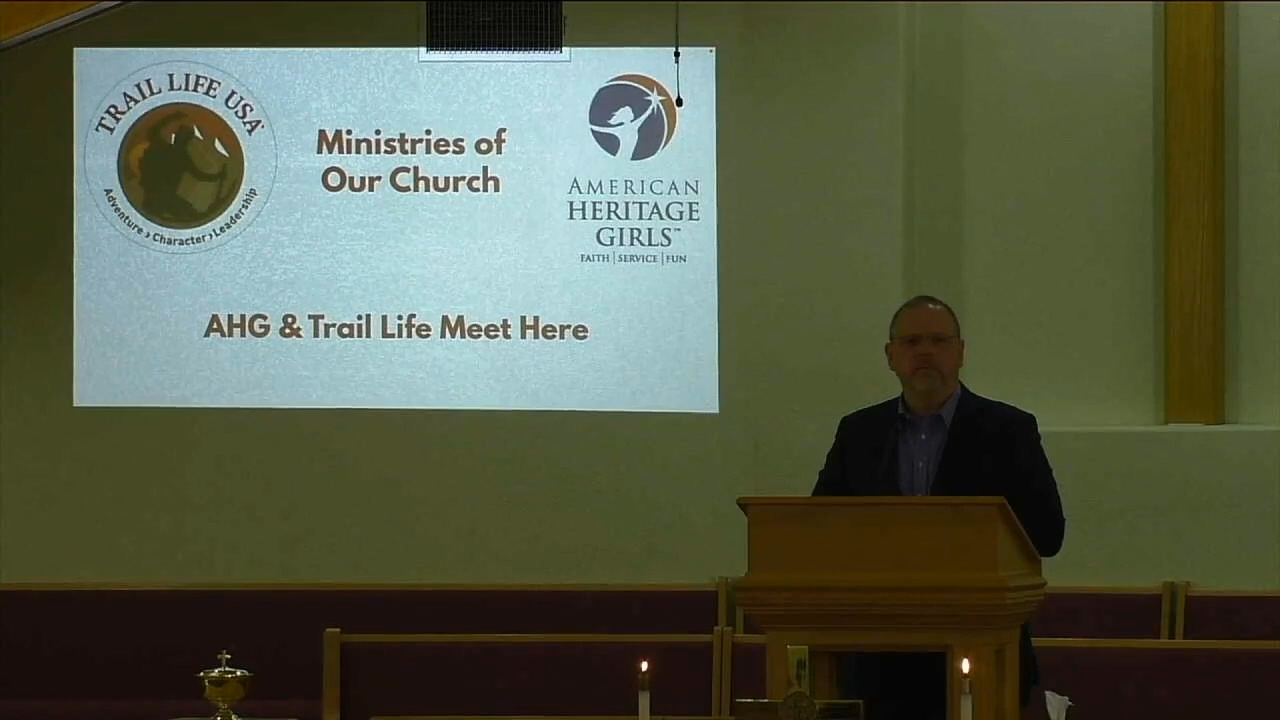 TRAIL LIFE USA
Adventure › Character › Leadership
Ministries of
Our Church
AMERICAN
HERITAGE
GIRLS™
FAITH | SERVICE | FUN
AHG & Trail Life Meet Here